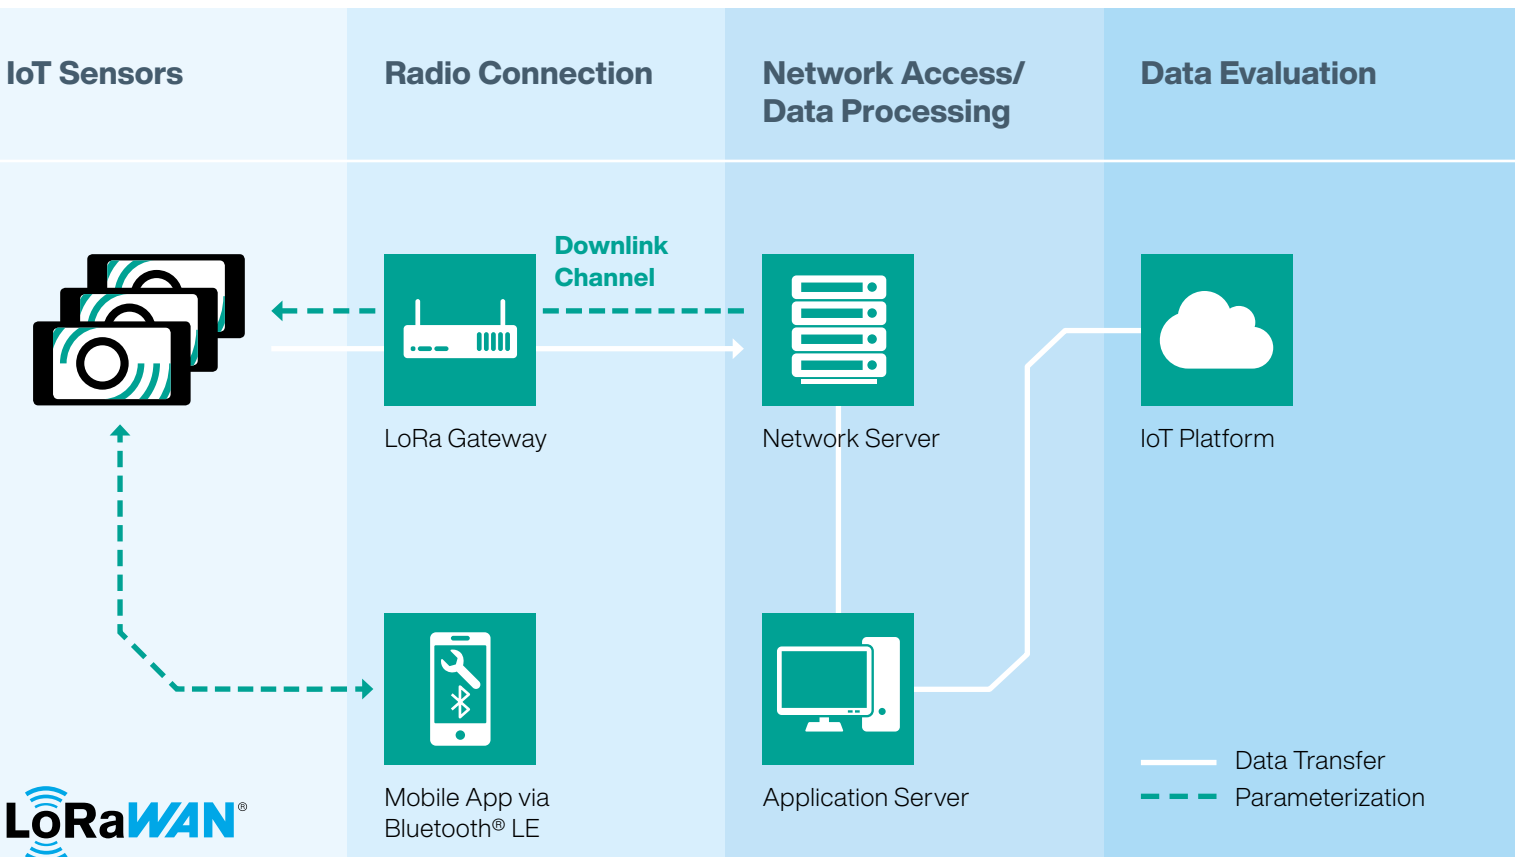 IoT Sensors
Radio Connection
Network Access/
Data Processing
Data Evaluation
Downlink
Channel
LoRa Gateway
Network Server
IoT Platform
Mobile App via
Bluetooth® LE
Application Server
Data Transfer
Parameterization
LoRaWAN®